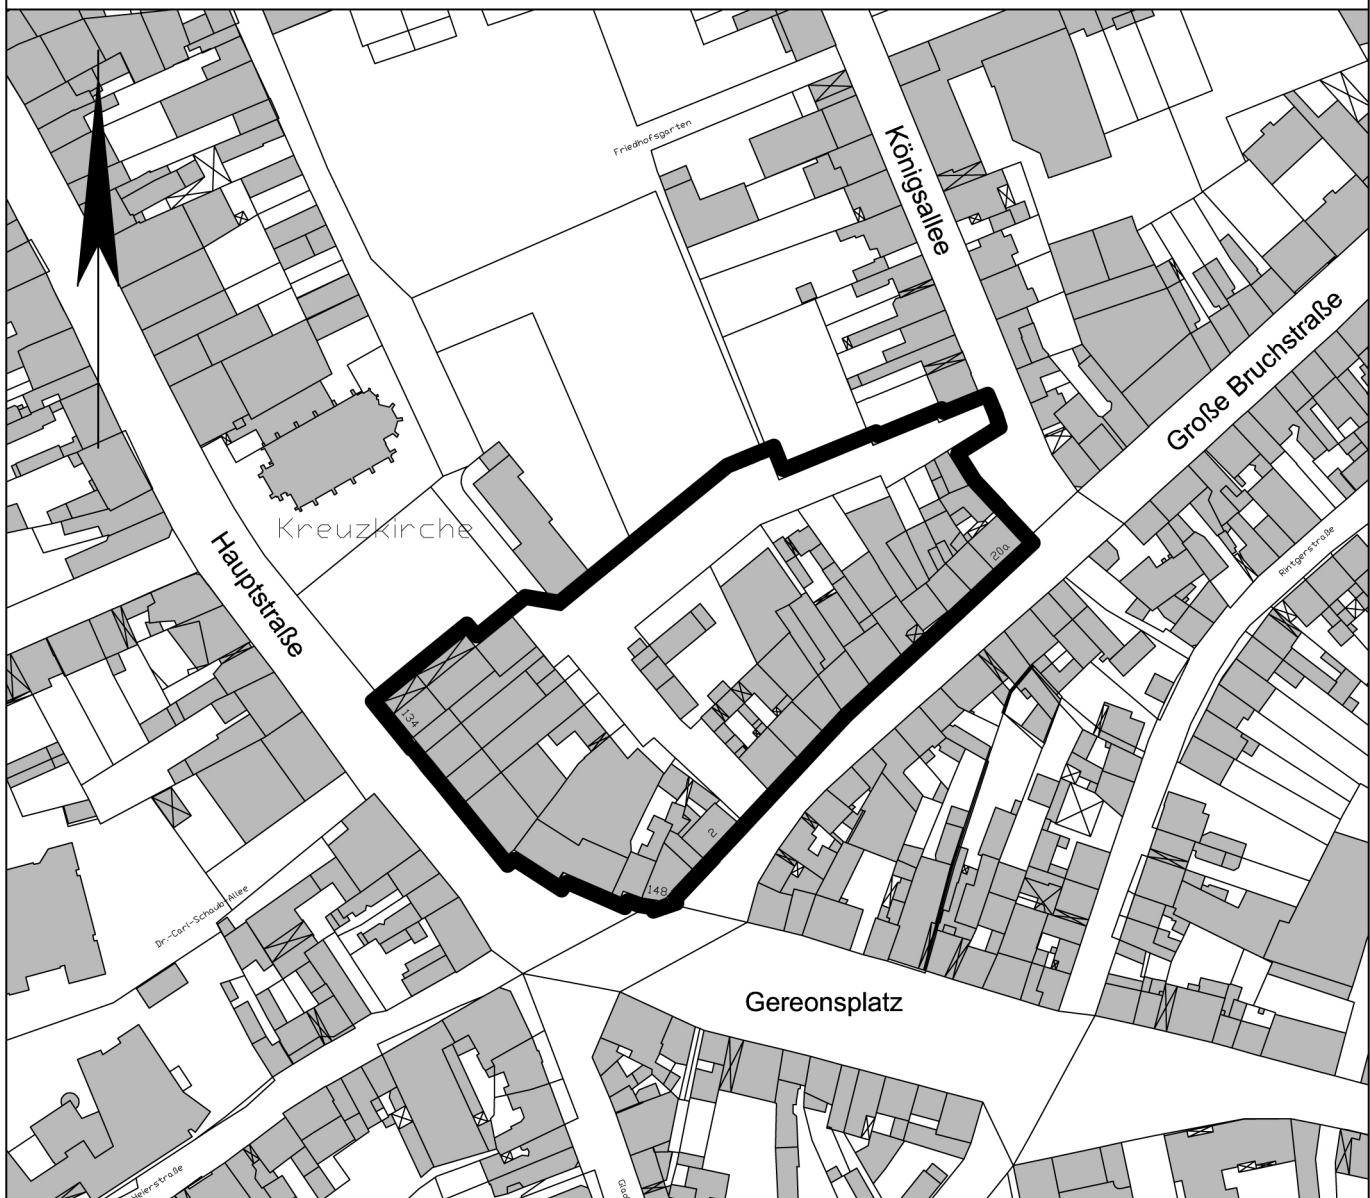 Friedhofsgarten
Königsallee
Große Bruchstraße
Kreuzkirche
Hauptstraße
Rintgerstraße
20a
134
2
148
Dr.-Carl-Schaub-Allee
Gereonsplatz